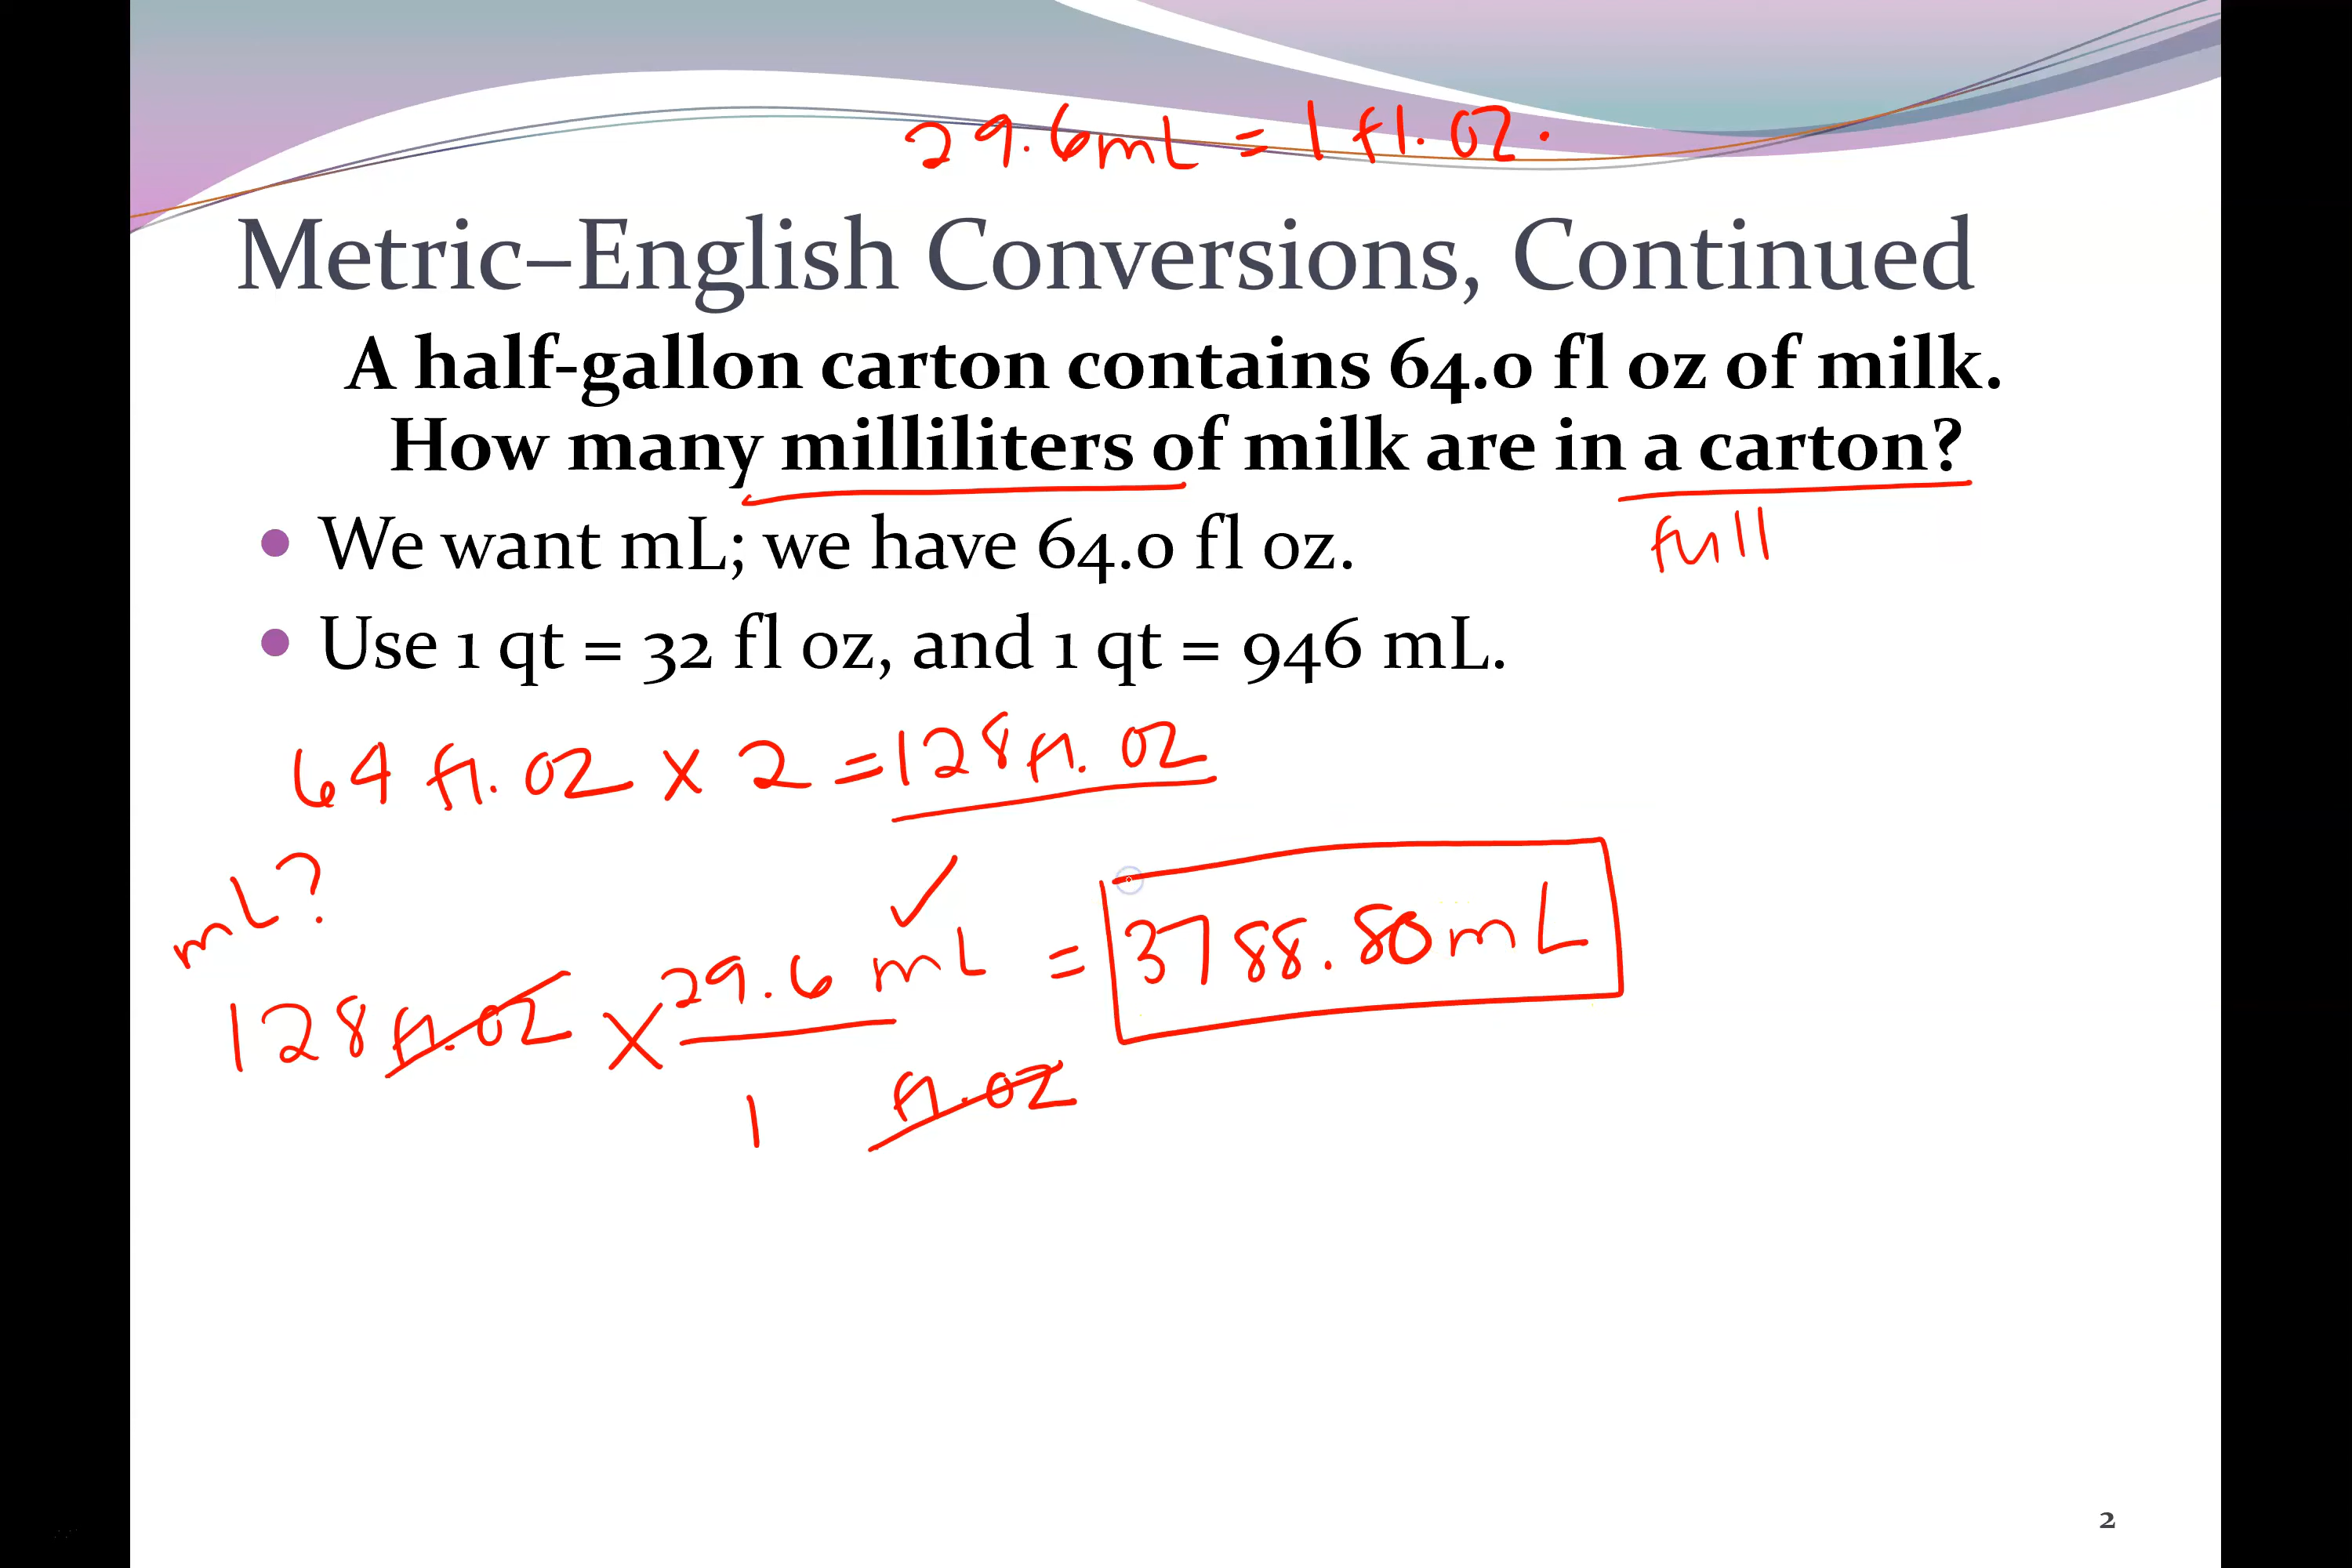 29.6mL = 1 fl.oz.
Metric–English Conversions, Continued
A half-gallon carton contains 64.0 fl oz of milk.
How many milliliters of milk are in a carton?
full
We want mL; we have 64.0 fl oz.
Use 1 qt = 32 fl oz, and 1 qt = 946 mL.
64 fl.oz x 2 = 128 fl.oz
mL?
128 fl.oz x 29.6 mL = 3788.80 mL
1 fl.oz
2